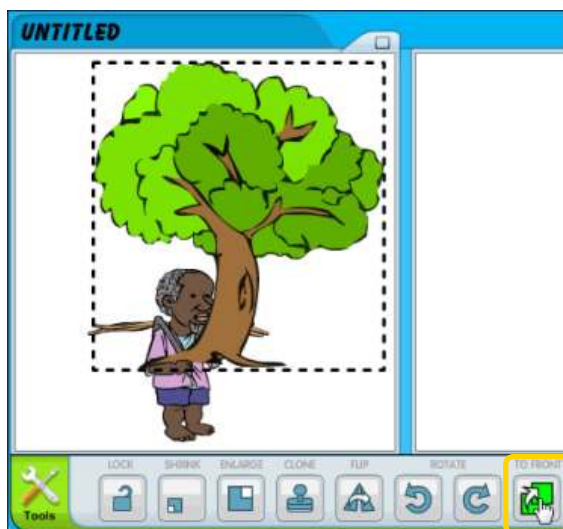 UNTITLED
LOCK SHRINK ENLARGE CLONE FLIP ROTATE TO FRONT
Tools